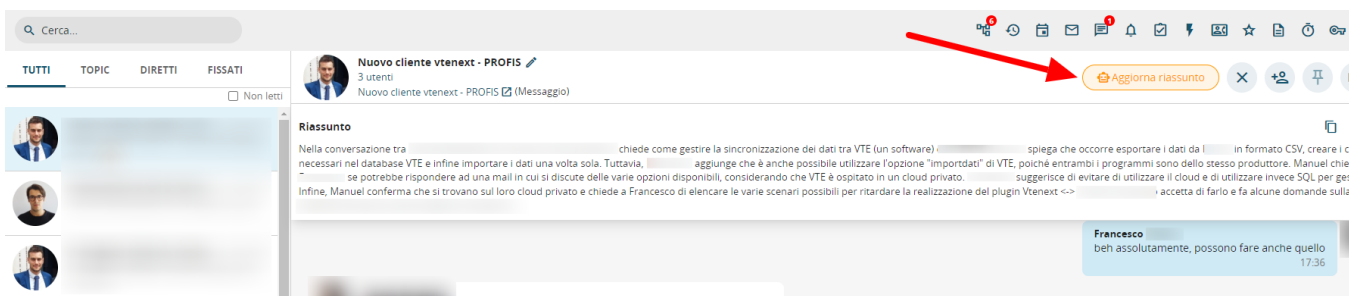 Cerca...
6
1
TUTTI TOPIC DIRETTI FISSATI
Non letti
Nuovo cliente vtenext - PROFIS
3 utenti
Nuovo cliente vtenext - PROFIS (Messaggio)
Aggiorna riassunto
Riassunto
Nella conversazione tra chiede come gestire la sincronizzazione dei dati tra VTE (un software) spiega che occorre esportare i dati da in formato CSV, creare i c
necessari nel database VTE e infine importare i dati una volta sola. Tuttavia, aggiunge che è anche possibile utilizzare l'opzione "importdati" di VTE, poiché entrambi i programmi sono dello stesso produttore. Manuel chie
se potrebbe rispondere ad una mail in cui si discute delle varie opzioni disponibili, considerando che VTE è ospitato in un cloud privato. suggerisce di evitare di utilizzare il cloud e di utilizzare invece SQL per ges
Infine, Manuel conferma che si trovano sul loro cloud privato e chiede a Francesco di elencare le varie scenari possibili per ritardare la realizzazione del plugin Vtenext <-> accetta di farlo e fa alcune domande sulla
Francesco
beh assolutamente, possono fare anche quello
17:36